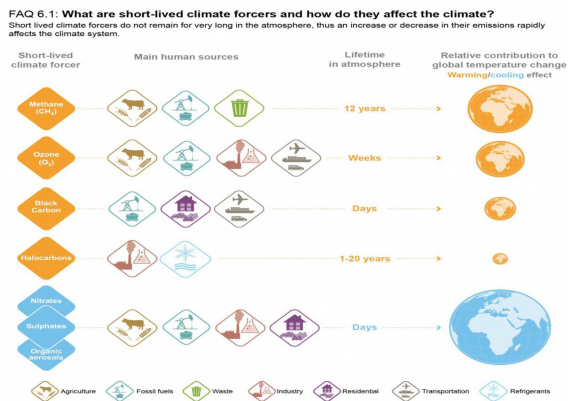 FAQ 6.1: What are short-lived climate forcers and how do they affect the climate?
Short lived climate forcers do not remain for very long in the atmosphere, thus an increase or decrease in their emissions rapidly
affects the climate system.
Short-lived
climate forcer
Main human sources
Lifetime
in atmosphere
Relative contribution to
global temperature change
Warming/cooling effect
Methane
(CH₄)
12 years
Ozone
(O₃)
Weeks
Black
Carbon
Days
Halocarbons
1-20 years
Nitrates
Sulphates
Organic
aerosols
Days
Agriculture
Fossil fuels
Waste
Industry
Residential
Transportation
Refrigrants